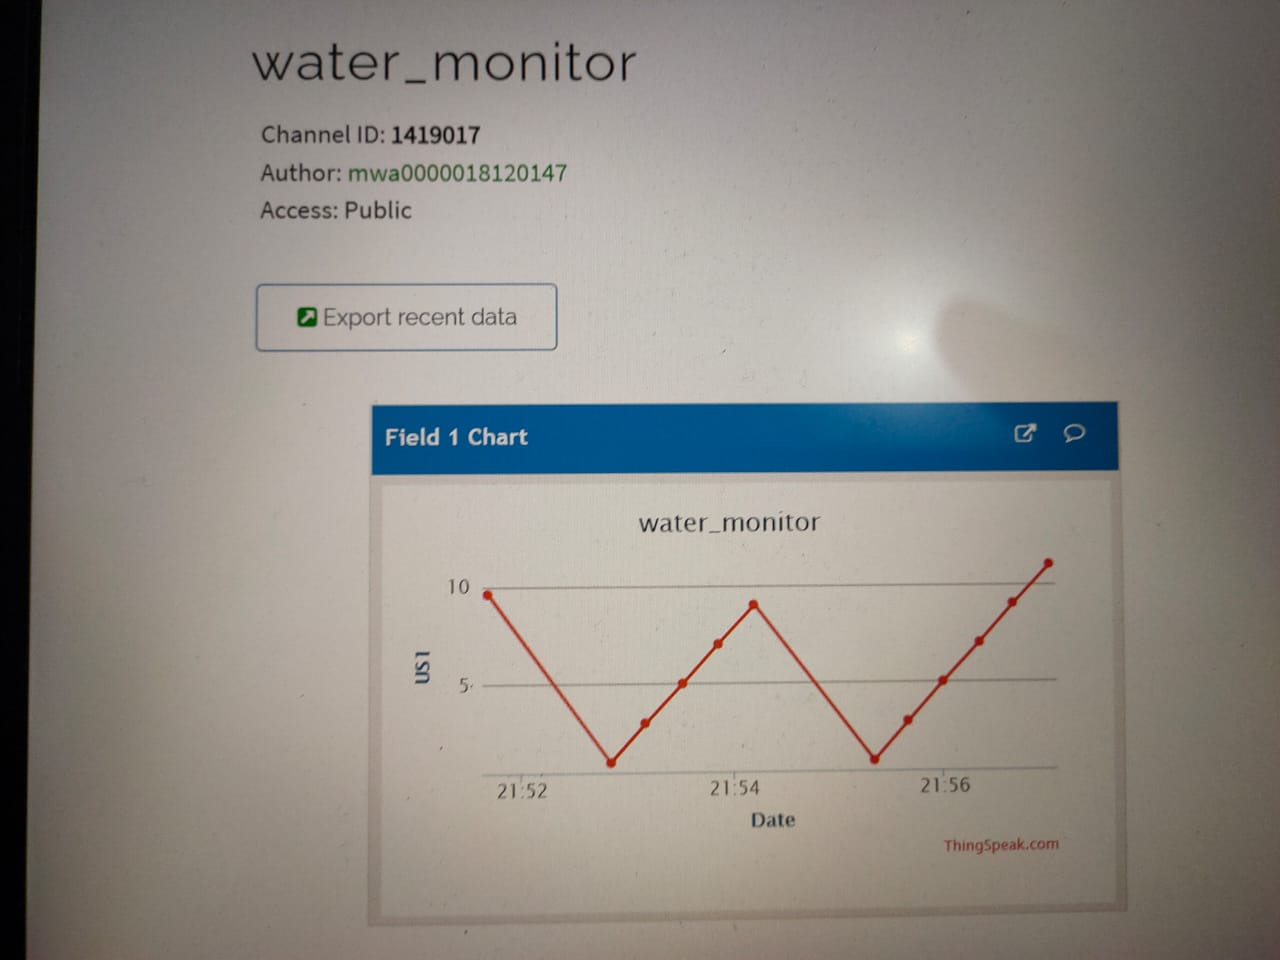 water_monitor
Channel ID: 1419017
Author: mwa0000018120147
Access: Public
Export recent data
Field 1 Chart
water_monitor
10
US1
5
21:52
21:54
21:56
Date
ThingSpeak.com